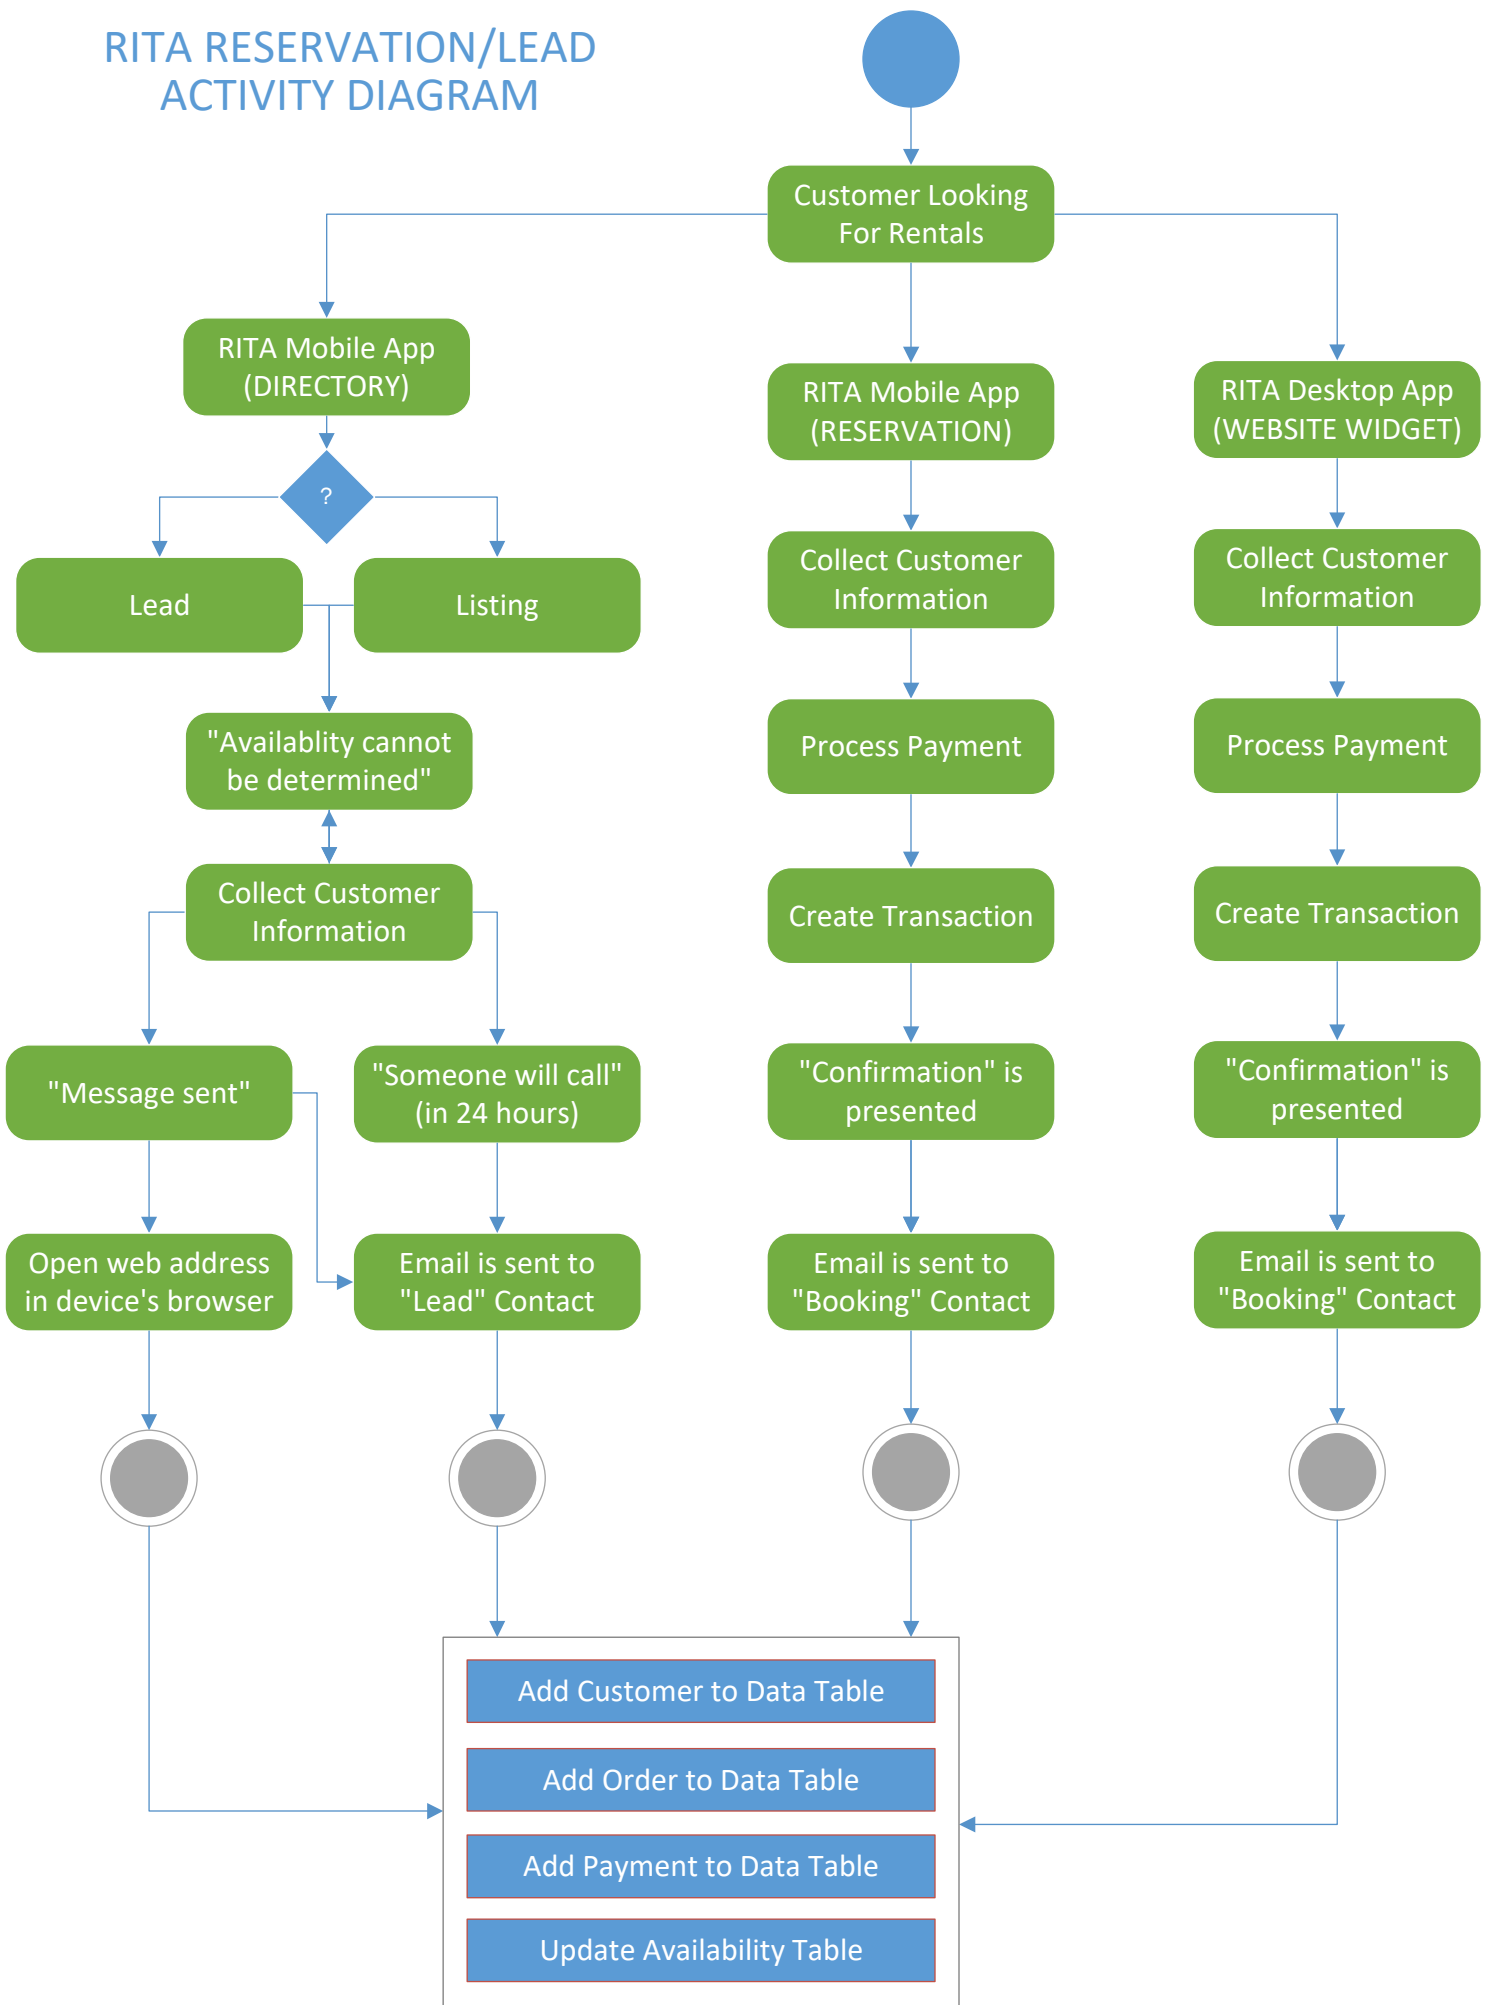 RITA RESERVATION/LEAD
ACTIVITY DIAGRAM
Customer Looking
For Rentals
RITA Mobile App
(DIRECTORY)
?
Lead
Listing
"Availablity cannot
be determined"
Collect Customer
Information
"Message sent"
"Someone will call"
(in 24 hours)
Open web address
in device's browser
Email is sent to
"Lead" Contact
RITA Mobile App
(RESERVATION)
Collect Customer
Information
Process Payment
Create Transaction
"Confirmation" is
presented
Email is sent to
"Booking" Contact
RITA Desktop App
(WEBSITE WIDGET)
Collect Customer
Information
Process Payment
Create Transaction
"Confirmation" is
presented
Email is sent to
"Booking" Contact
Add Customer to Data Table
Add Order to Data Table
Add Payment to Data Table
Update Availability Table